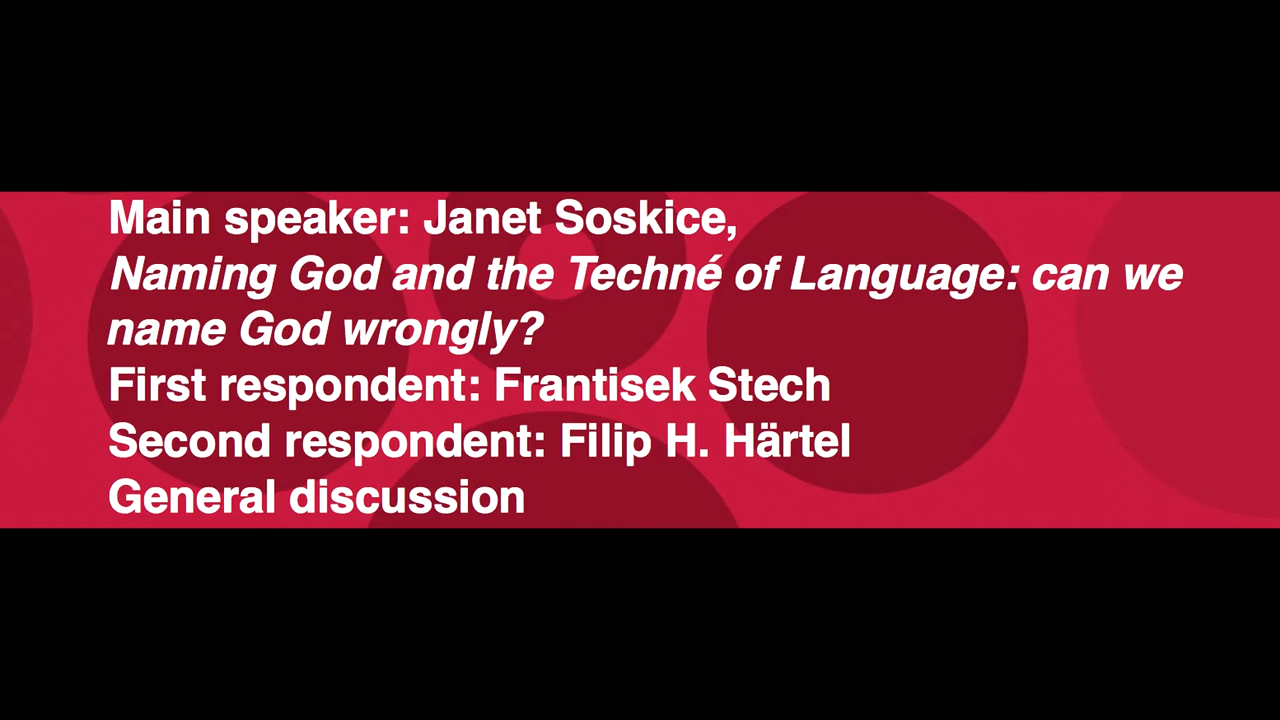 Main speaker: Janet Soskice,
Naming God and the Techné of Language: can we
name God wrongly?
First respondent: Frantisek Stech
Second respondent: Filip H. Härtel
General discussion